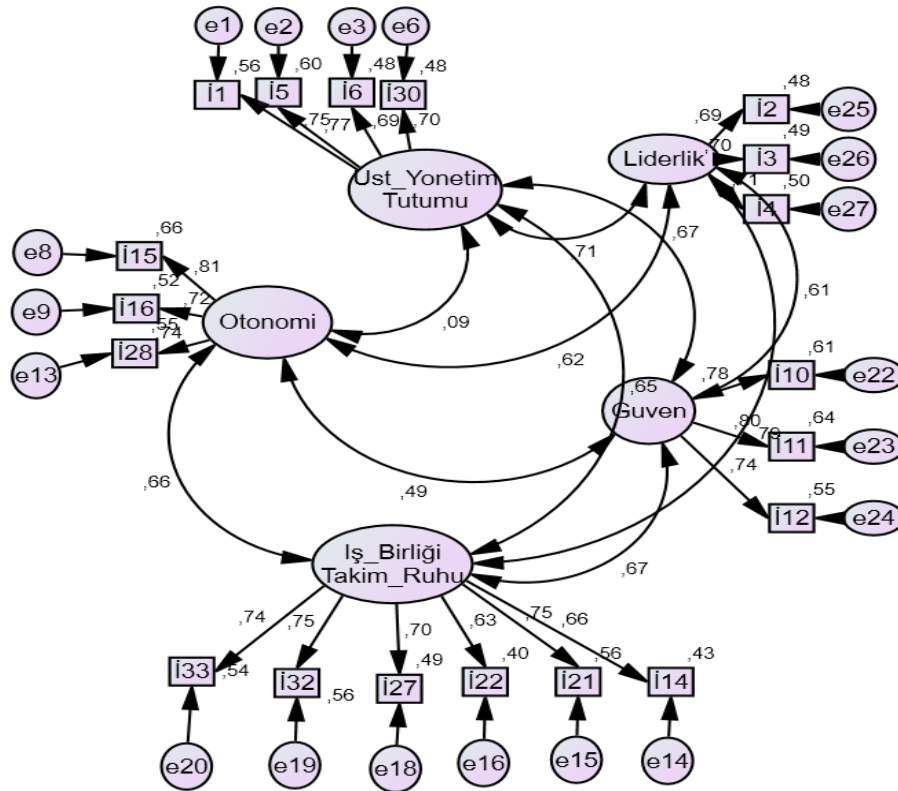 e1 e2 e3 e6
,56 ,60 ,48 ,48
İ1 İ5 İ6 İ30
,75 ,77 ,69 ,70
Ust_Yonetim
Tutumu
Liderlik
,69 ,70
,48
İ2 e25
,49
İ3 e26
,50
İ4 e27
,66
e8 İ15
,81
,52
e9 İ16 ,72
,55
e13 İ28 ,74
Otonomi
,71 ,67
,09
,62
,61
Guven
,65
,78 ,61
İ10 e22
,80 ,79 ,64
İ11 e23
,74 ,55
İ12 e24
,66
,49
,67
Iş_Birliği
Takim_Ruhu
,74 ,75 ,70 ,63 ,75 ,66
,54 ,56 ,49 ,40 ,56 ,43
İ33 İ32 İ27 İ22 İ21 İ14
e20 e19 e18 e16 e15 e14